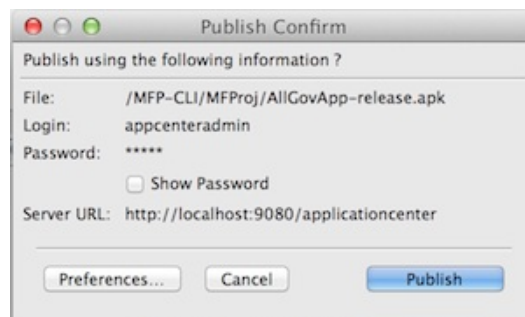 Publish Confirm
Publish using the following information ?
File: /MFP-CLI/MFProj/AllGovApp-release.apk
Login: appcenteradmin
Password: *****
Show Password
Server URL: http://localhost:9080/applicationcenter
Preferences... Cancel Publish